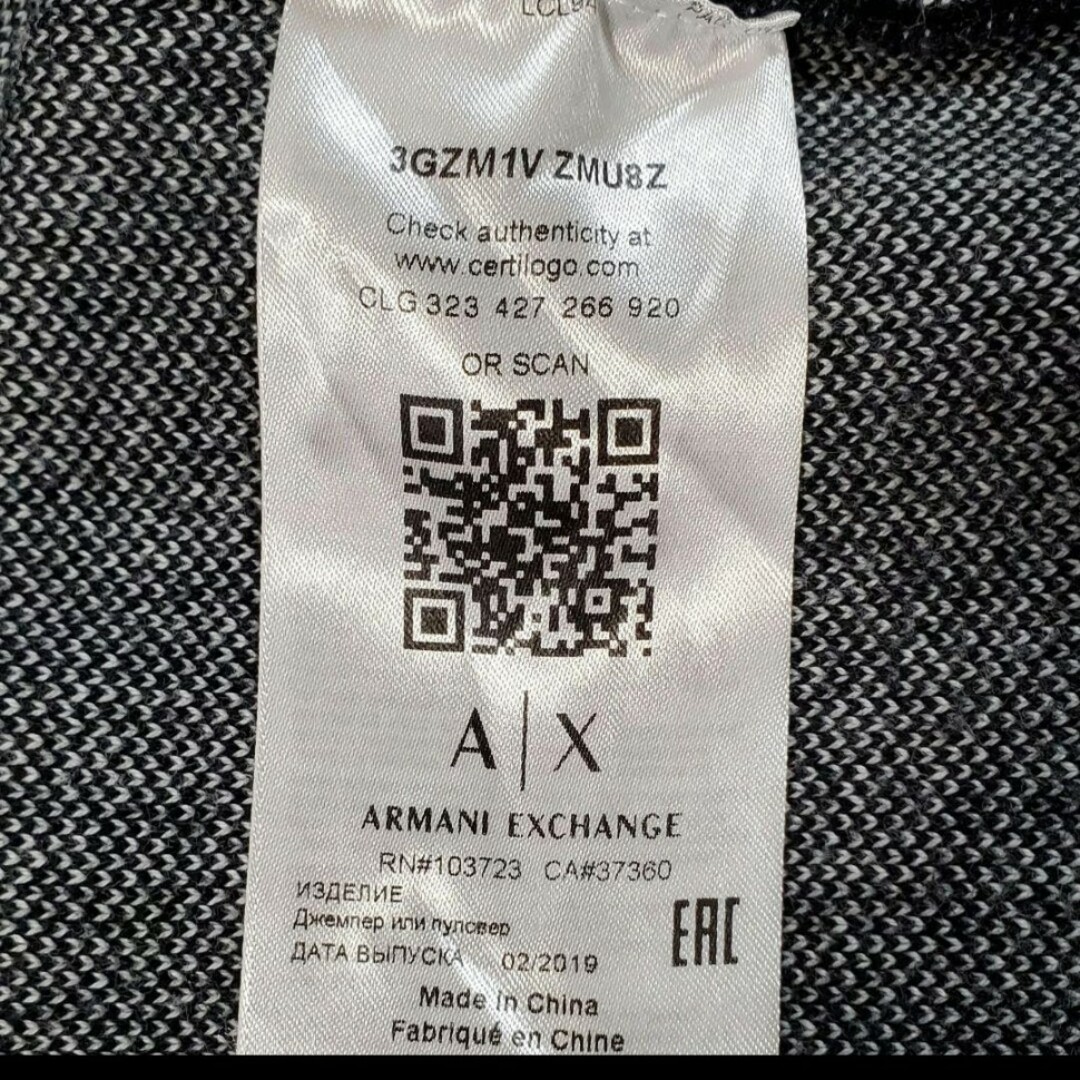 3GZM1V ZMU8Z
Check authenticity at
www.certilogo.com
CLG 323 427 266 920
OR SCAN
A|X
ARMANI EXCHANGE
RN#103723 CA#37360
ИЗДЕЛИЕ
Джемпер или пуловер
EAC
ДАТА ВЫПУСКА 02/2019
Made in China
Fabriqué en Chine